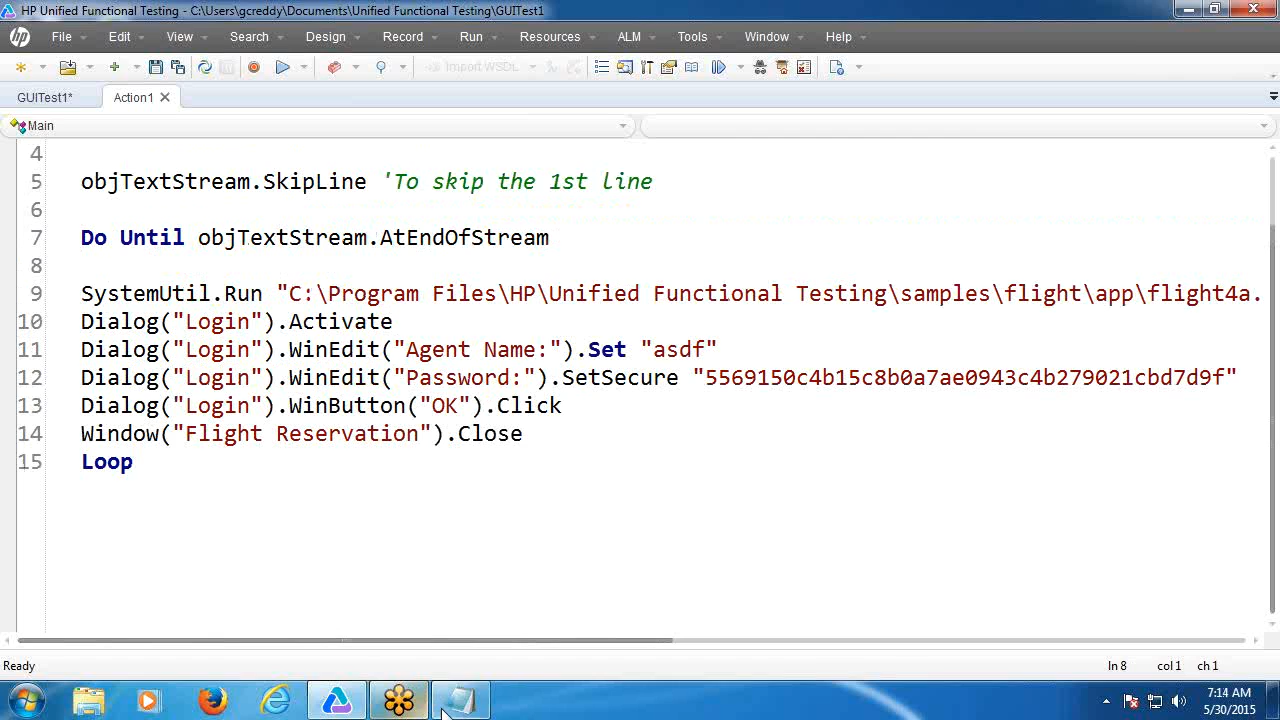 HP Unified Functional Testing - C:\Users\gcreddy\Documents\Unified Functional Testing\GUITest1
hp File Edit View Search Design Record Run Resources ALM Tools Window Help
Import WSDL
GUITest1* Action1
Main
4
5 objTextStream.SkipLine 'To skip the 1st line
6
7 Do Until objTextStream.AtEndOfStream
8
9 SystemUtil.Run "C:\Program Files\HP\Unified Functional Testing\samples\flight\app\flight4a.
10 Dialog("Login").Activate
11 Dialog("Login").WinEdit("Agent Name:").Set "asdf"
12 Dialog("Login").WinEdit("Password:").SetSecure "5569150c4b15c8b0a7ae0943c4b279021cbd7d9f"
13 Dialog("Login").WinButton("OK").Click
14 Window("Flight Reservation").Close
15 Loop
Ready ln 8 col 1 ch 1
7:14 AM
5/30/2015